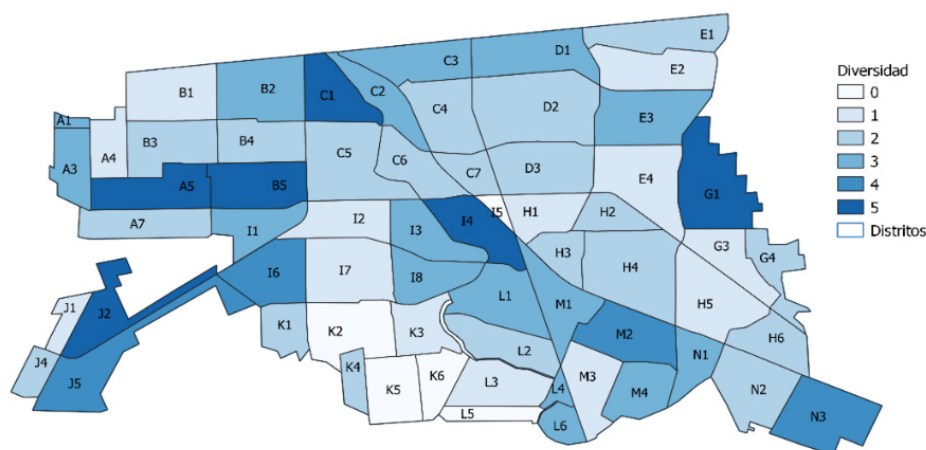 E1
D1
C3
E2
B1
B2
C1
C2
C4
D2
E3
A1
A4
B3
B4
C5
C6
C7
D3
E4
A3
A5
B5
G1
A7
I1
I2
I3
I4
I5
H1
H2
G3
G4
H3
H4
I6
I7
I8
L1
M1
H5
J1
J2
K1
K2
K3
L2
M2
N1
H6
J4
J5
K4
K5
K6
L3
L4
M3
M4
N2
L5
L6
N3
Diversidad
0
1
2
3
4
5
Distritos